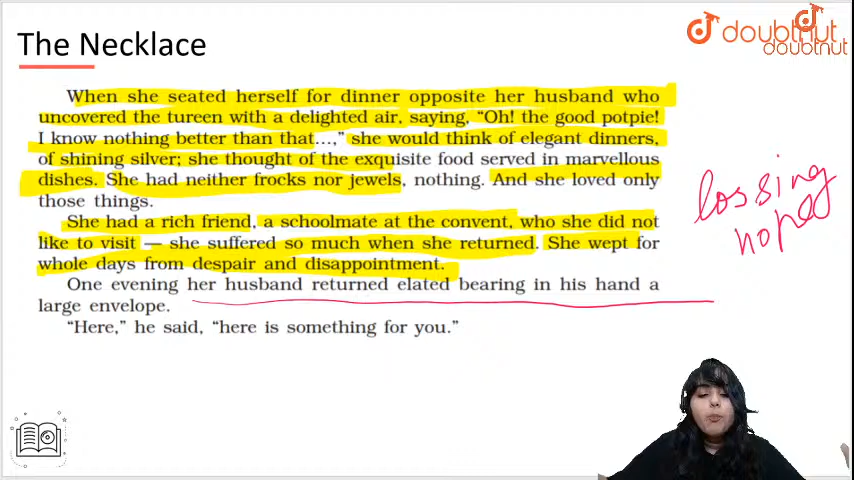 The Necklace
doubtnut
doubtnut
When she seated herself for dinner opposite her husband who
uncovered the tureen with a delighted air, saying, “Oh! the good potpie!
I know nothing better than that...,” she would think of elegant dinners,
of shining silver; she thought of the exquisite food served in marvellous
dishes. She had neither frocks nor jewels, nothing. And she loved only
those things.
She had a rich friend, a schoolmate at the convent, who she did not
like to visit — she suffered so much when she returned. She wept for
whole days from despair and disappointment.
One evening her husband returned elated bearing in his hand a
large envelope.
“Here,” he said, “here is something for you.”
lossing
hope